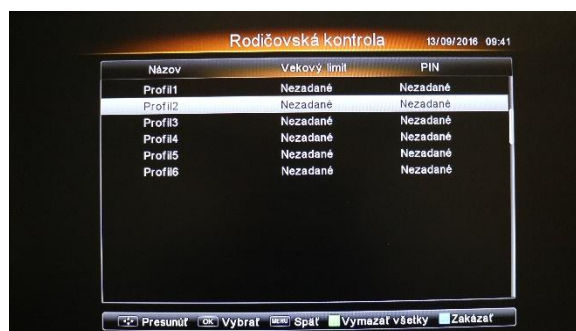 Rodičovská kontrola 13/09/2016 09:41
Názov Vekový limit PIN
Profil1 Nezadané Nezadané
Profil2 Nezadané Nezadané
Profil3 Nezadané Nezadané
Profil4 Nezadané Nezadané
Profil5 Nezadané Nezadané
Profil6 Nezadané Nezadané
Presunúť OK Vybrať MENU Späť Vymazať všetky Zakázať